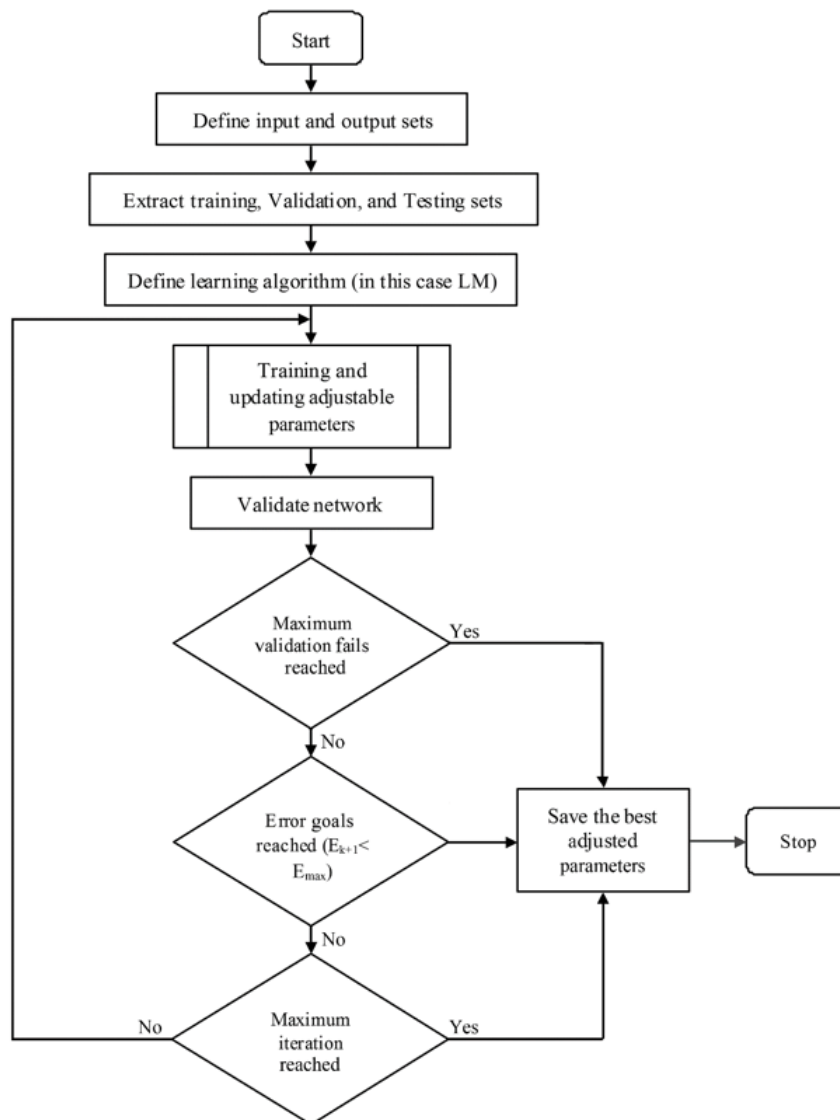 Start
Define input and output sets
Extract training, Validation, and Testing sets
Define learning algorithm (in this case LM)
Training and
updating adjustable
parameters
Validate network
Maximum
validation fails
reached
Yes
No
Error goals
reached (Eₖ₊₁<
Eₘₐₓ)
Save the best
adjusted
parameters
Stop
No
Maximum
iteration
reached
No
Yes